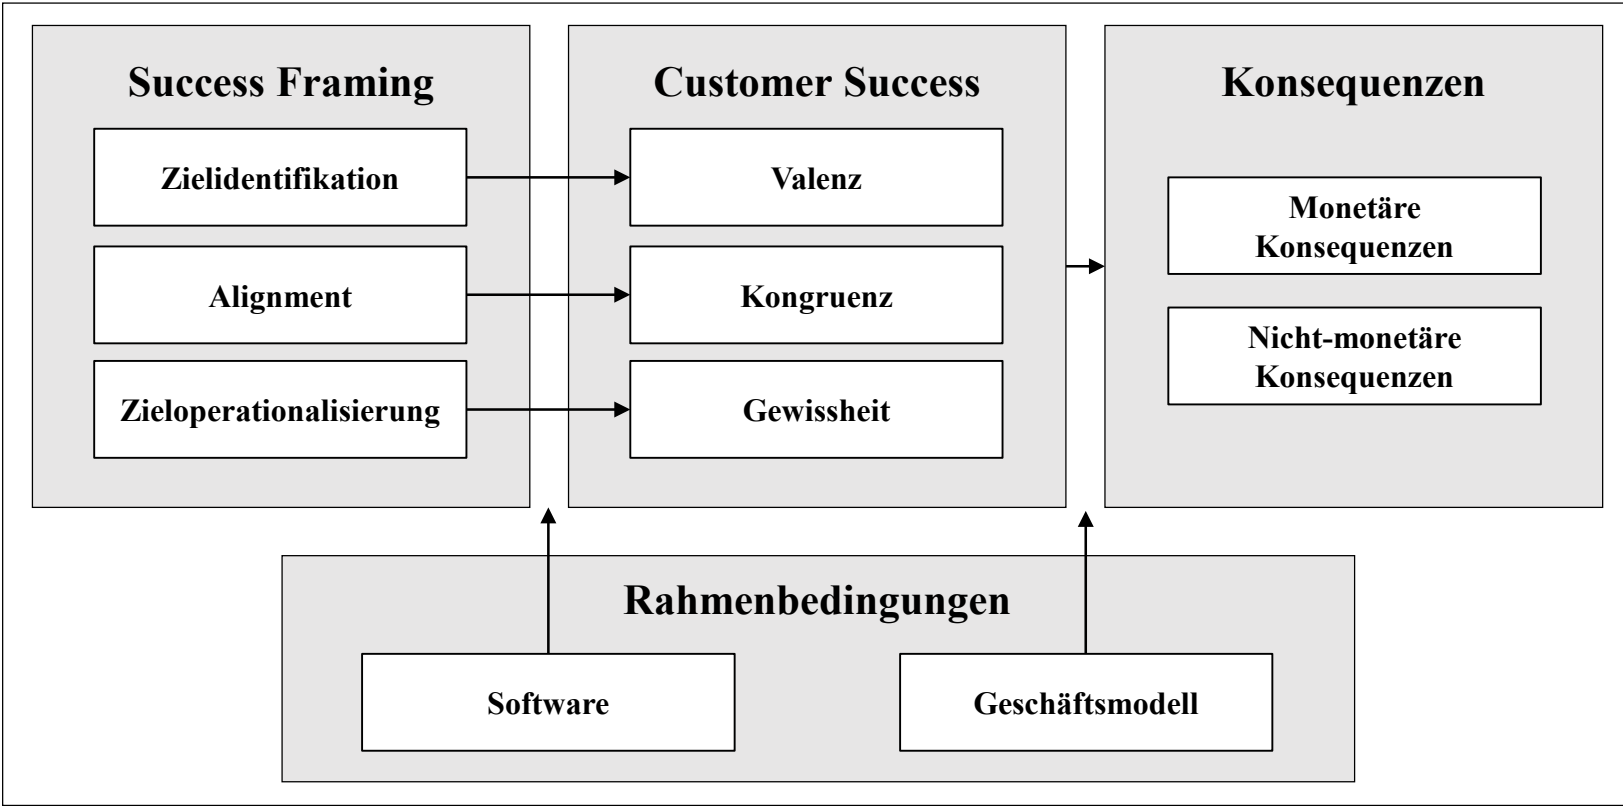 Success Framing
Zielidentifikation
Alignment
Zieloperationalisierung
Customer Success
Valenz
Kongruenz
Gewissheit
Konsequenzen
Monetäre
Konsequenzen
Nicht-monetäre
Konsequenzen
Rahmenbedingungen
Software
Geschäftsmodell